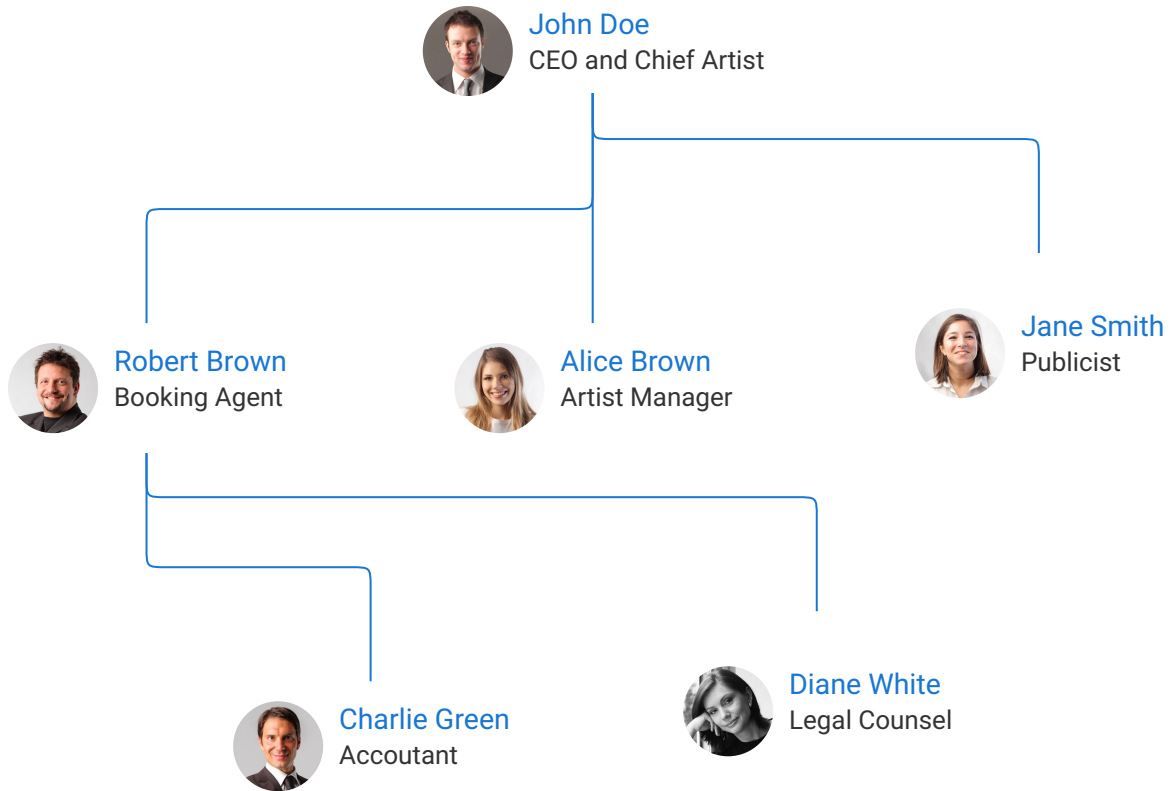 John Doe
CEO and Chief Artist
Robert Brown
Booking Agent
Alice Brown
Artist Manager
Jane Smith
Publicist
Charlie Green
Accoutant
Diane White
Legal Counsel